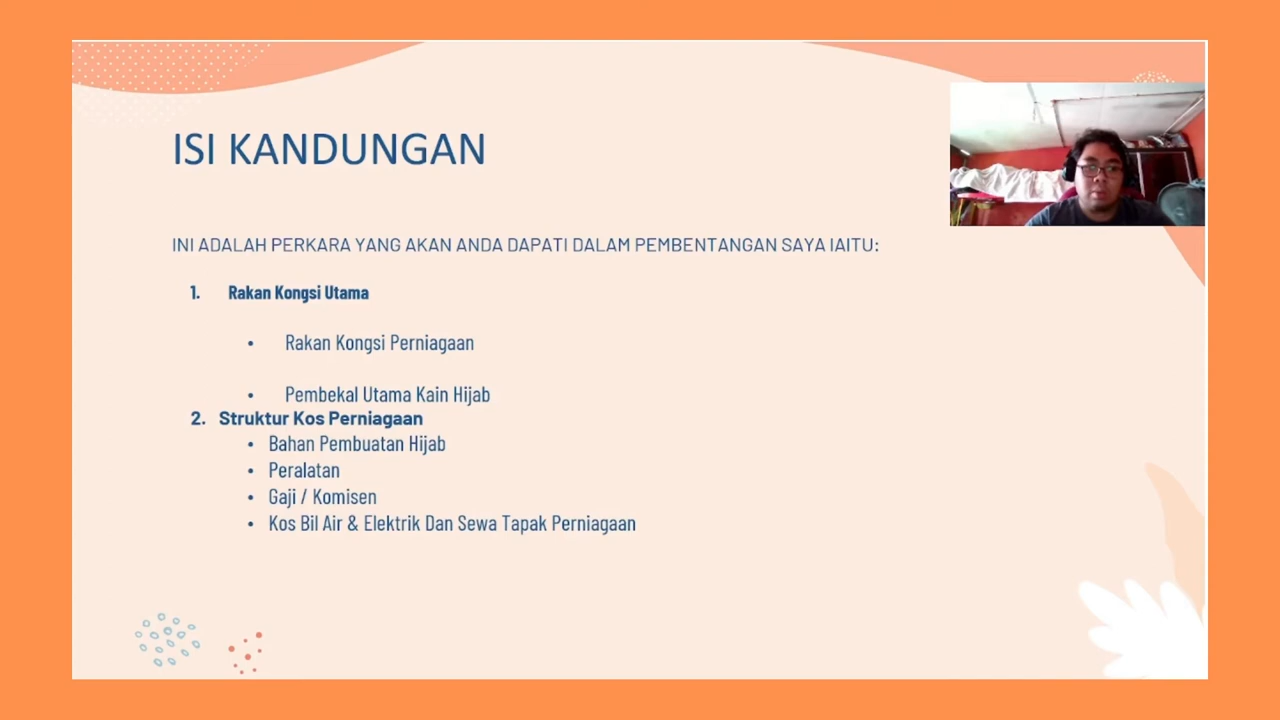 ISI KANDUNGAN
INI ADALAH PERKARA YANG AKAN ANDA DAPATI DALAM PEMBENTANGAN SAYA IAITU:
1. Rakan Kongsi Utama
• Rakan Kongsi Perniagaan
• Pembekal Utama Kain Hijab
2. Struktur Kos Perniagaan
• Bahan Pembuatan Hijab
• Peralatan
• Gaji / Komisen
• Kos Bil Air & Elektrik Dan Sewa Tapak Perniagaan